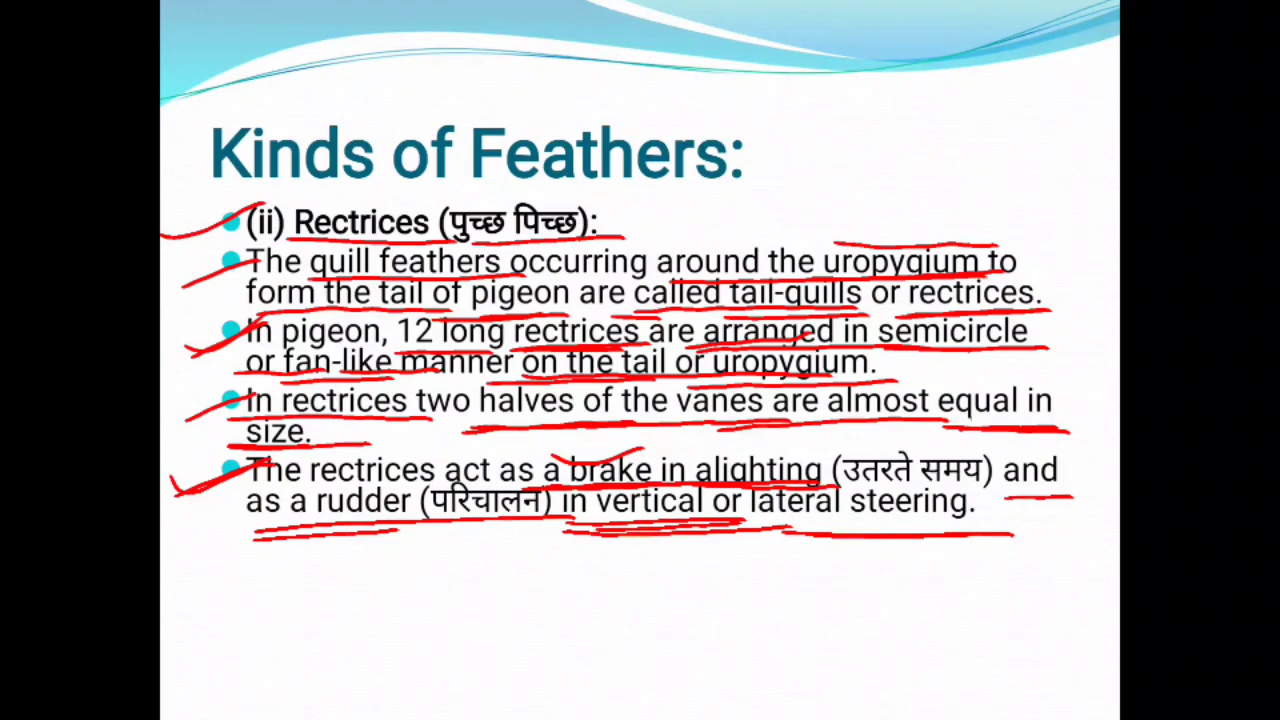 Kinds of Feathers:
(ii) Rectrices (पुच्छ पिच्छ):
The quill feathers occurring around the uropygium to
form the tail of pigeon are called tail-quills or rectrices.
In pigeon, 12 long rectrices are arranged in semicircle
or fan-like manner on the tail or uropygium.
In rectrices two halves of the vanes are almost equal in
size.
The rectrices act as a brake in alighting (उतरते समय) and
as a rudder (परिचालन) in vertical or lateral steering.